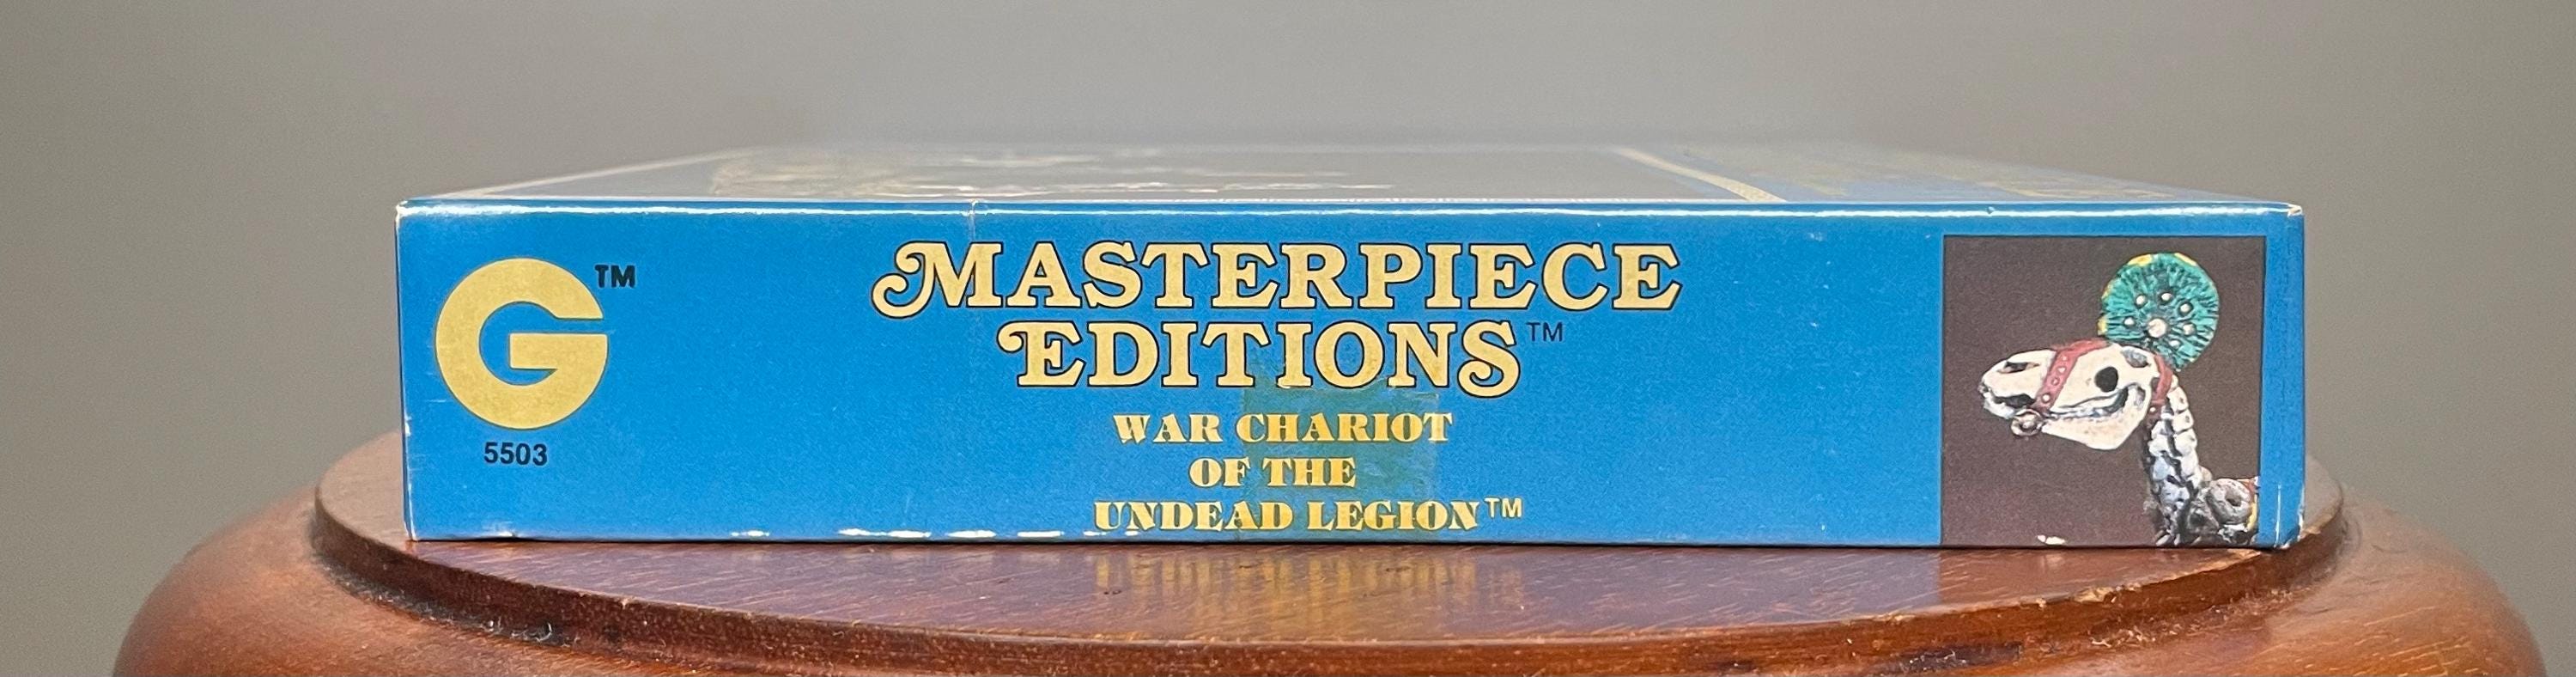 G™
5503
MASTERPIECE
EDITIONS™
WAR CHARIOT
OF THE
UNDEAD LEGION™